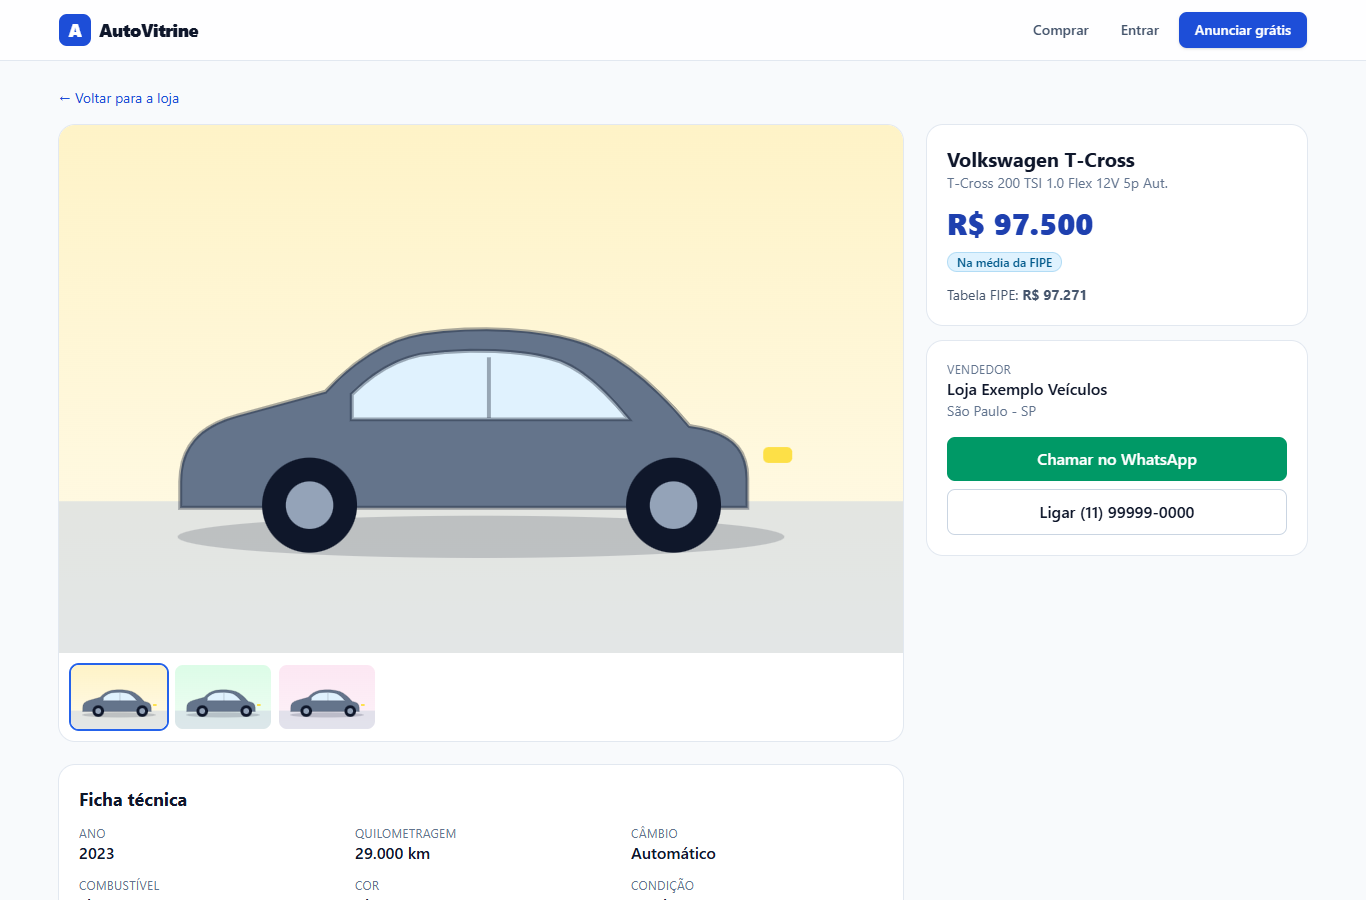 A AutoVitrine
Comprar
Entrar
Anunciar grátis
← Voltar para a loja
Volkswagen T-Cross
T-Cross 200 TSI 1.0 Flex 12V 5p Aut.
R$ 97.500
Na média da FIPE
Tabela FIPE: R$ 97.271
VENDEDOR
Loja Exemplo Veículos
São Paulo - SP
Chamar no WhatsApp
Ligar (11) 99999-0000
Ficha técnica
ANO
2023
QUILOMETRAGEM
29.000 km
CÂMBIO
Automático
COMBUSTÍVEL
COR
CONDIÇÃO